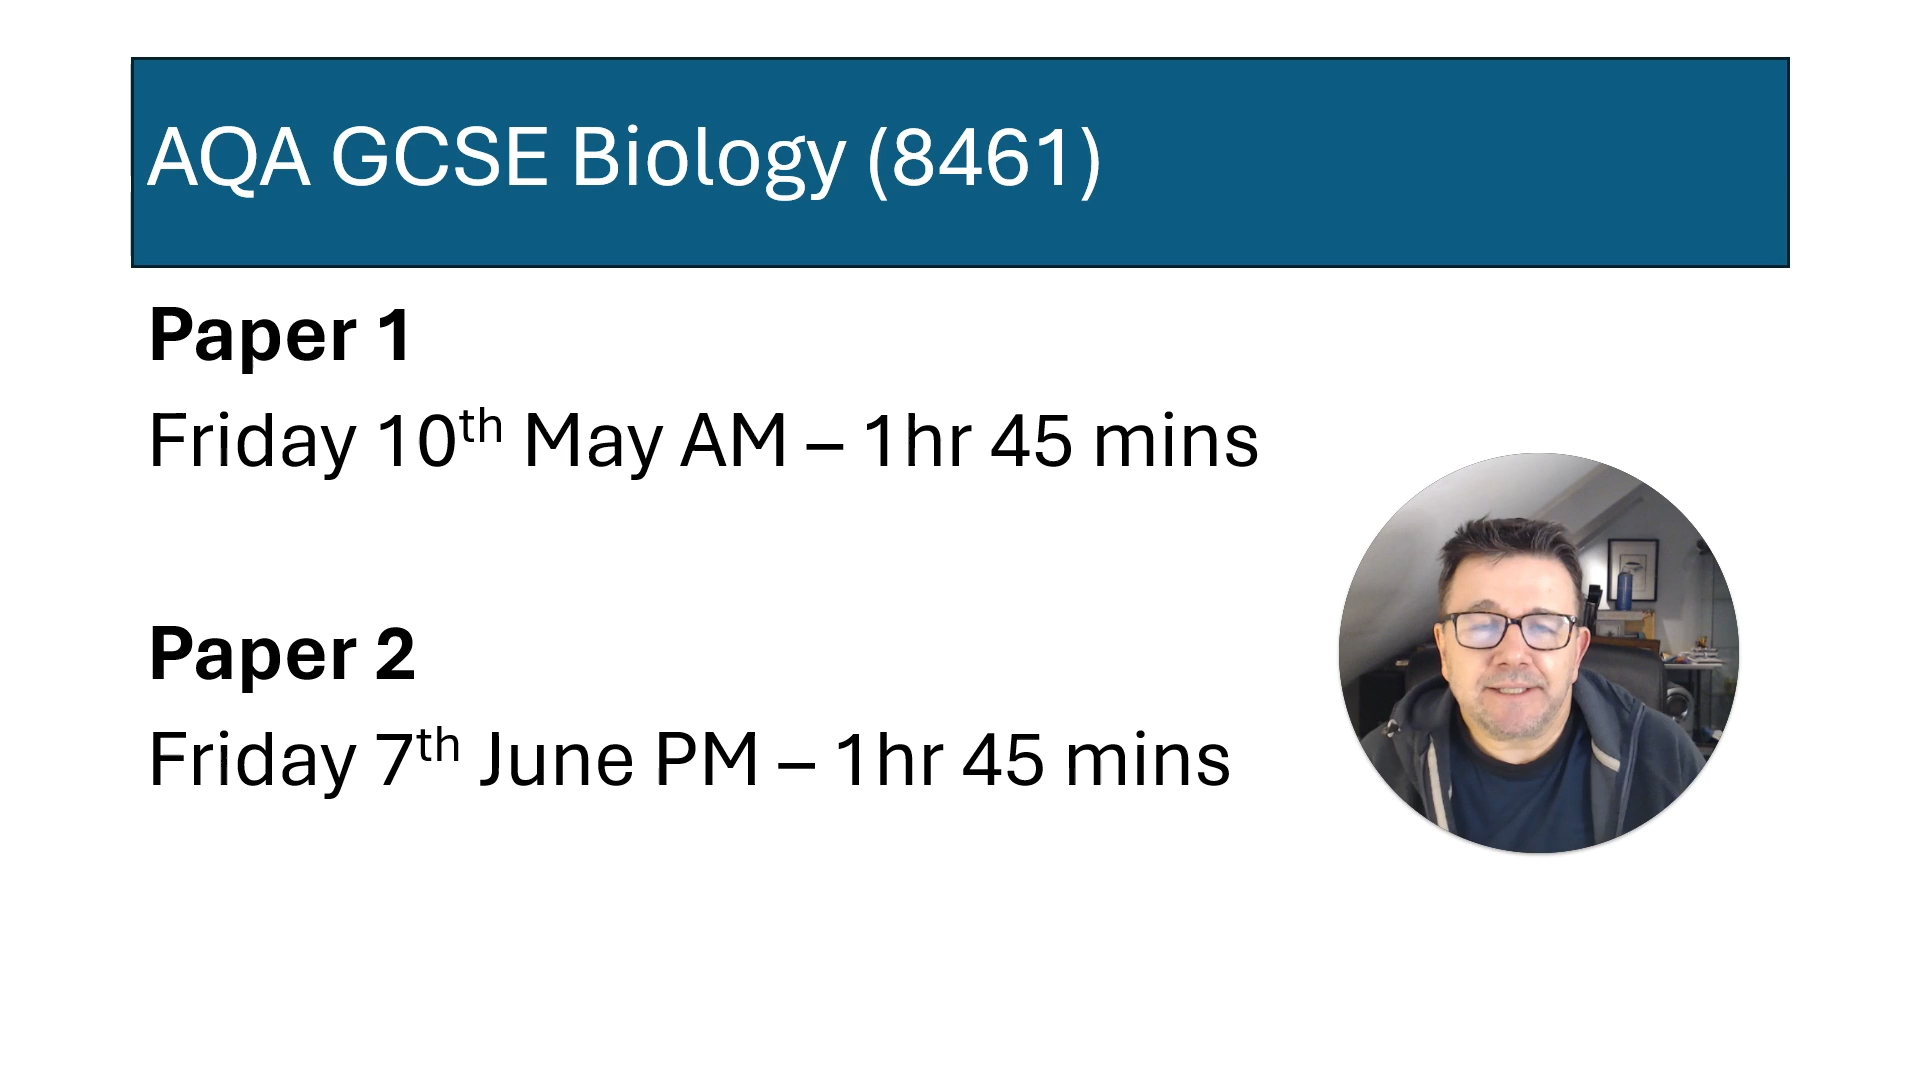 AQA GCSE Biology (8461)
Paper 1
Friday 10th May AM – 1hr 45 mins
Paper 2
Friday 7th June PM – 1hr 45 mins